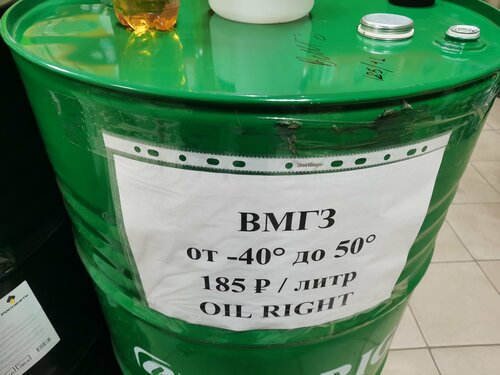 ВМГЗ
от -40° до 50°
185 ₽ / литр
OIL RIGHT